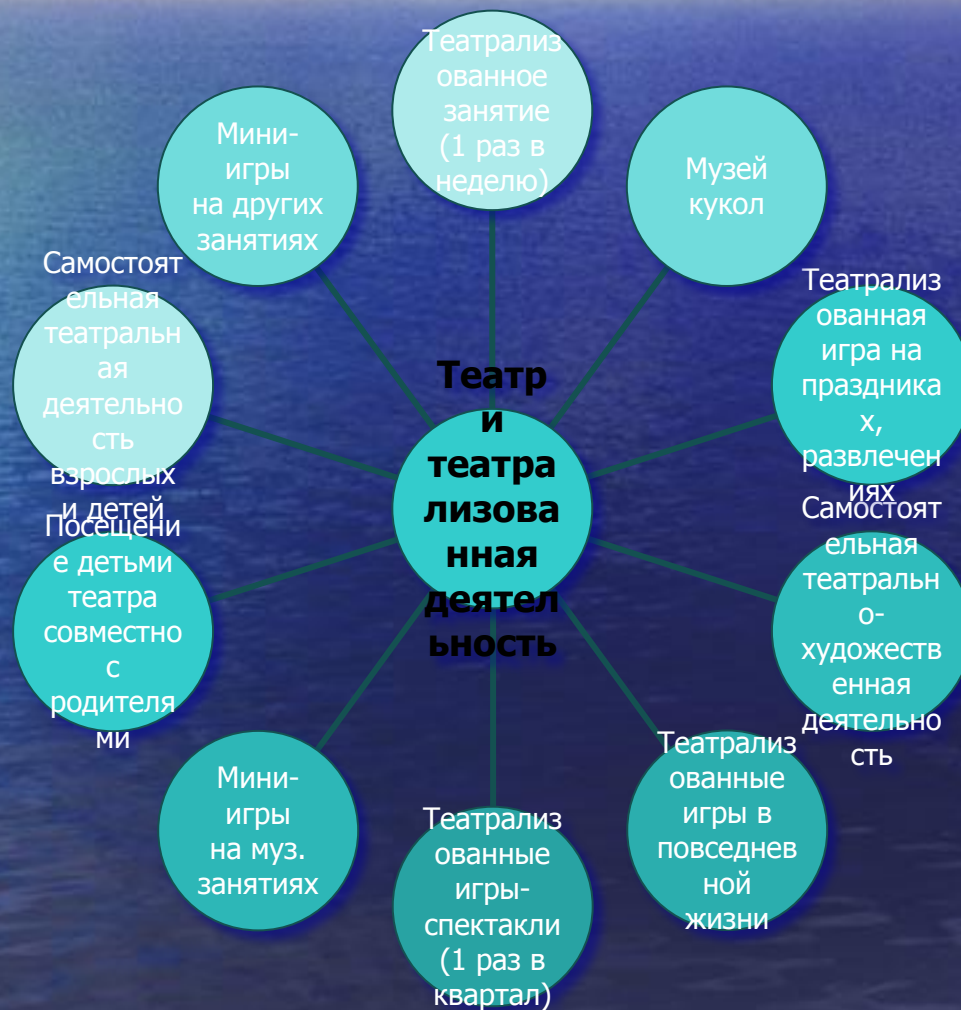 Театрализ
ованное
занятие
(1 раз в
неделю)
Музей
кукол
Театрализ
ованная
игра на
праздника
х,
развлечен
иях
Самостоят
ельная
театральн
о-
художеств
енная
деятельно
сть
Театрализ
ованные
игры в
повседнев
ной
жизни
Театрализ
ованные
игры-
спектакли
(1 раз в
квартал)
Мини-
игры
на муз.
занятиях
Посещени
е детьми
театра
совместно
с
родителя
ми
Самостоят
ельная
театральн
ая
деятельно
сть
взрослых
и детей
Мини-
игры
на других
занятиях
Театр
и
театра
лизова
нная
деятел
ьность